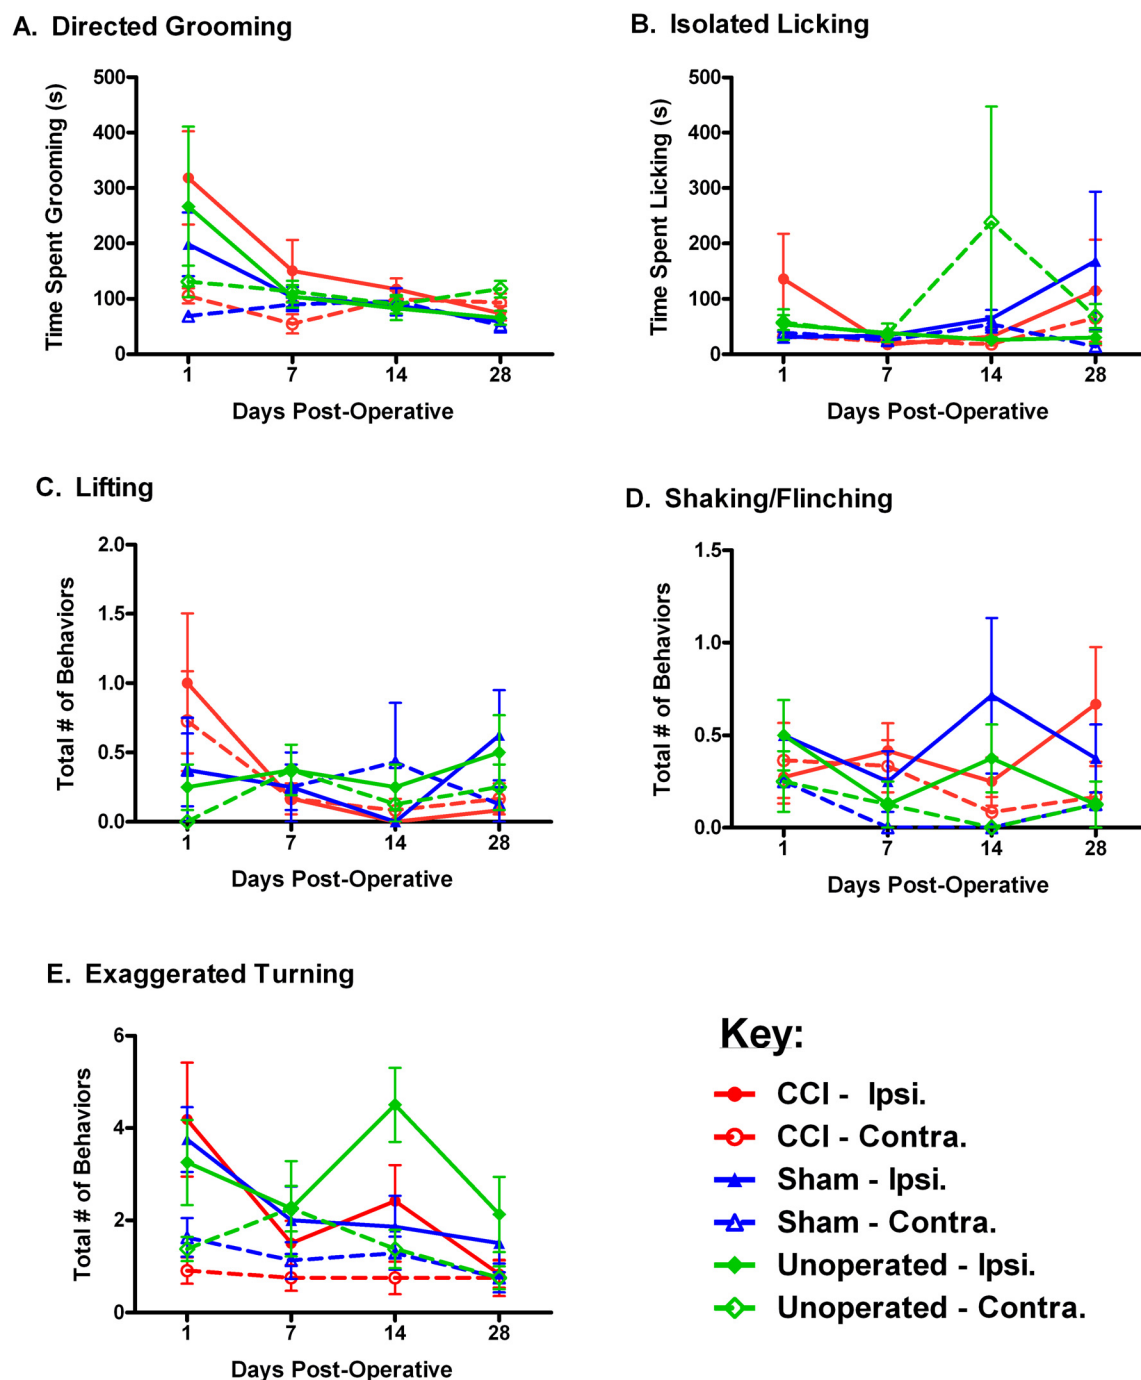 A. Directed Grooming
500
400
300
200
100
0
Time Spent Grooming (s)
1 7 14 28
Days Post-Operative
B. Isolated Licking
500
400
300
200
100
0
Time Spent Licking (s)
1 7 14 28
Days Post-Operative
C. Lifting
2.0
1.5
1.0
0.5
0.0
Total # of Behaviors
1 7 14 28
Days Post-Operative
D. Shaking/Flinching
1.5
1.0
0.5
0.0
Total # of Behaviors
1 7 14 28
Days Post-Operative
E. Exaggerated Turning
6
4
2
0
Total # of Behaviors
1 7 14 28
Days Post-Operative
Key:
CCI - Ipsi.
CCI - Contra.
Sham - Ipsi.
Sham - Contra.
Unoperated - Ipsi.
Unoperated - Contra.